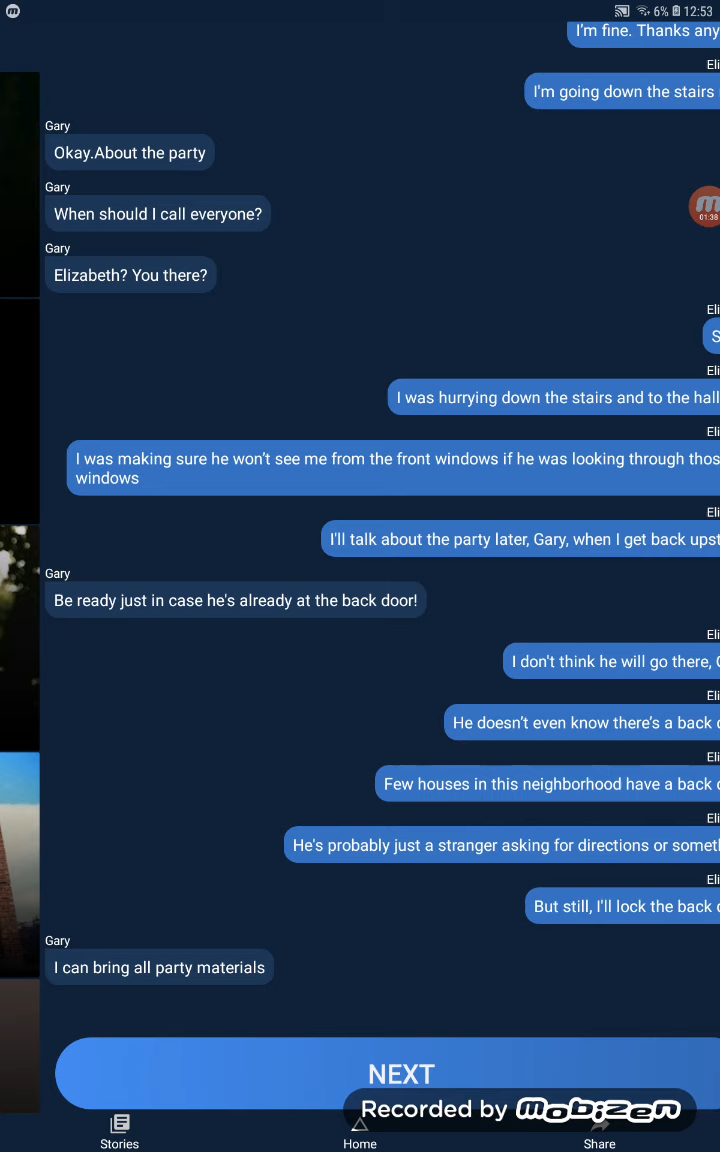 6% 12:53
I'm fine. Thanks any
Eli
I'm going down the stairs
Gary
Okay.About the party
Gary
When should I call everyone?
01:38
Gary
Elizabeth? You there?
Eli
S
Eli
I was hurrying down the stairs and to the hall
Eli
I was making sure he won't see me from the front windows if he was looking through thos
windows
Eli
I'll talk about the party later, Gary, when I get back upst
Gary
Be ready just in case he's already at the back door!
Eli
I don't think he will go there,
Eli
He doesn't even know there's a back
Eli
Few houses in this neighborhood have a back
Eli
He's probably just a stranger asking for directions or somet
Eli
But still, I'll lock the back
Gary
I can bring all party materials
NEXT
Recorded by mobizen
Stories Home Share